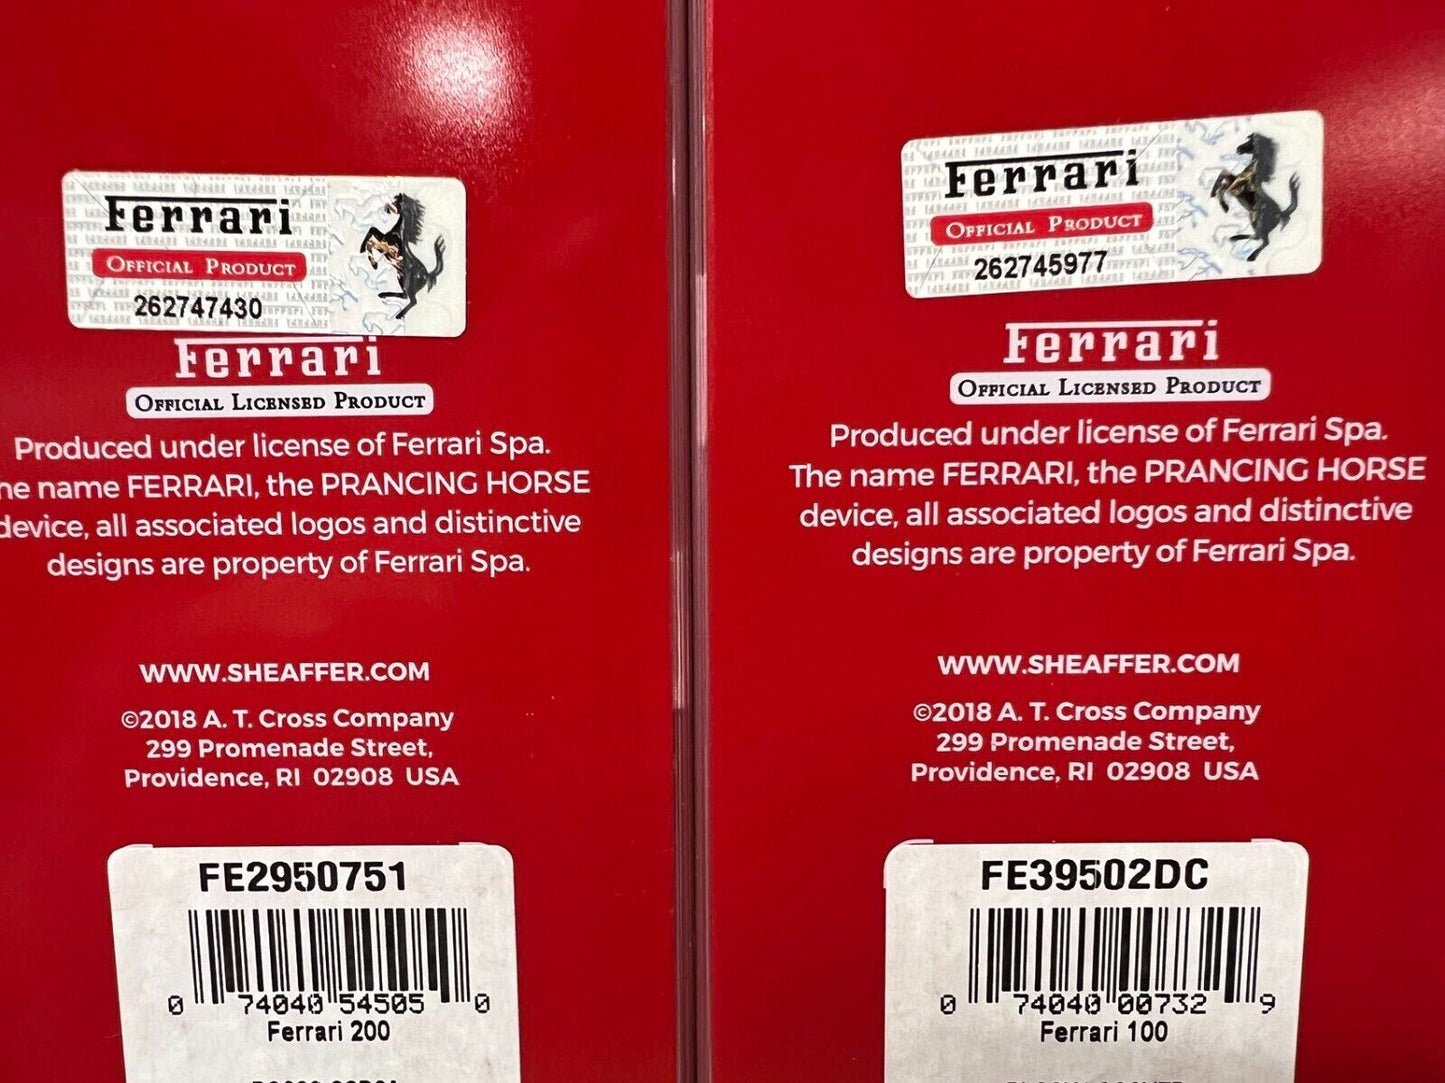 Ferrari
OFFICIAL PRODUCT
262747430
Ferrari
OFFICIAL LICENSED PRODUCT
Produced under license of Ferrari Spa.
he name FERRARI, the PRANCING HORSE
device, all associated logos and distinctive
designs are property of Ferrari Spa.
WWW.SHEAFFER.COM
©2018 A. T. Cross Company
299 Promenade Street,
Providence, RI 02908 USA
FE2950751
0 74040 54505 0
Ferrari 200
Ferrari
OFFICIAL PRODUCT
262745977
Ferrari
OFFICIAL LICENSED PRODUCT
Produced under license of Ferrari Spa.
The name FERRARI, the PRANCING HORSE
device, all associated logos and distinctive
designs are property of Ferrari Spa.
WWW.SHEAFFER.COM
©2018 A. T. Cross Company
299 Promenade Street,
Providence, RI 02908 USA
FE39502DC
0 74040 00732 9
Ferrari 100